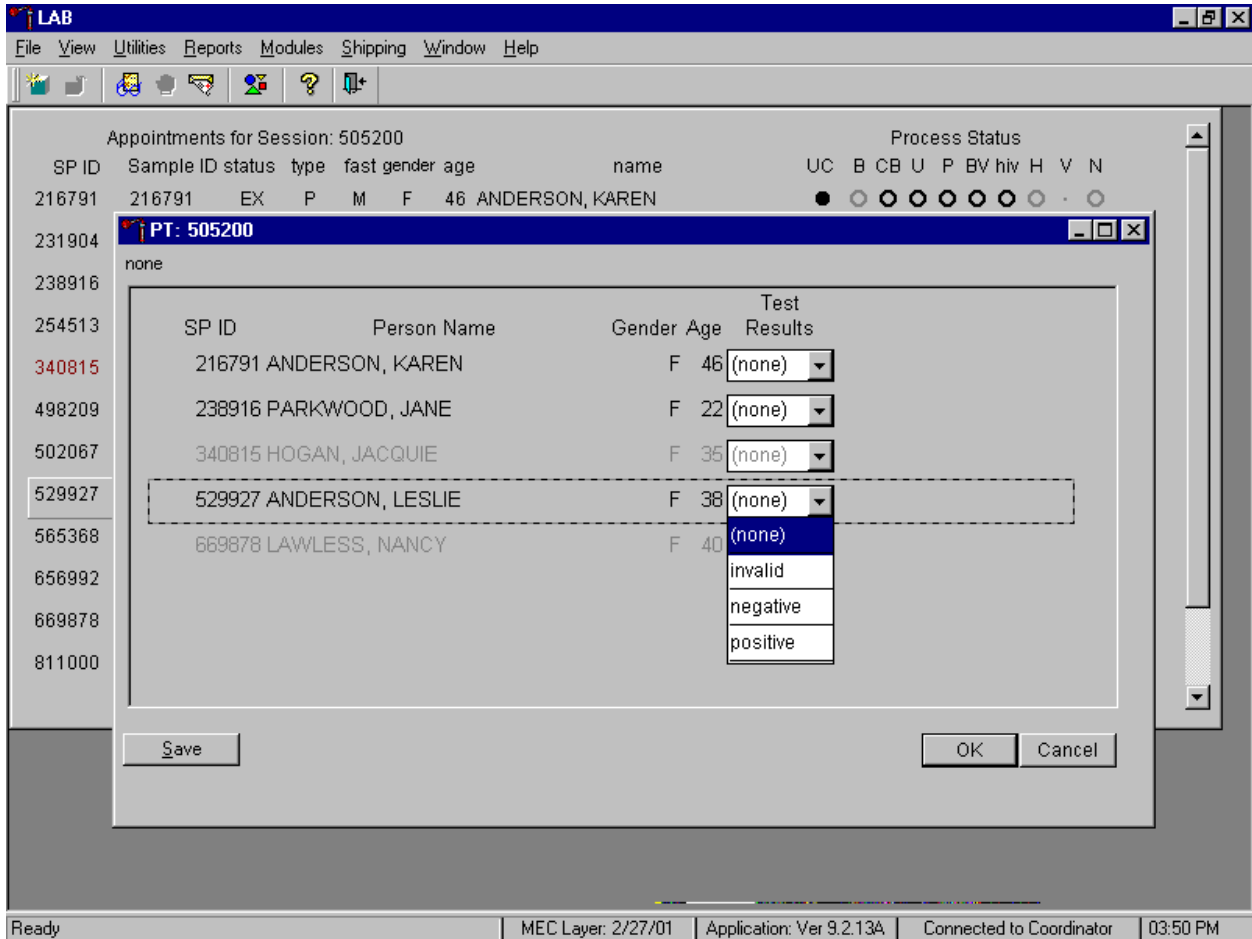 LAB
File View Utilities Reports Modules Shipping Window Help
Appointments for Session: 505200 Process Status
SP ID Sample ID status type fast gender age name UC B CB U P BV hiv H V N
216791 216791 EX P M F 46 ANDERSON, KAREN
231904
238916
254513
340815
498209
502067
529927
565368
656992
669878
811000
PT: 505200
none
Test
SP ID Person Name Gender Age Results
216791 ANDERSON, KAREN F 46 (none)
238916 PARKWOOD, JANE F 22 (none)
340815 HOGAN, JACQUIE F 35 (none)
529927 ANDERSON, LESLIE F 38 (none)
669878 LAWLESS, NANCY F 40
(none)
invalid
negative
positive
Save OK Cancel
Ready MEC Layer: 2/27/01 Application: Ver 9.2.13A Connected to Coordinator 03:50 PM